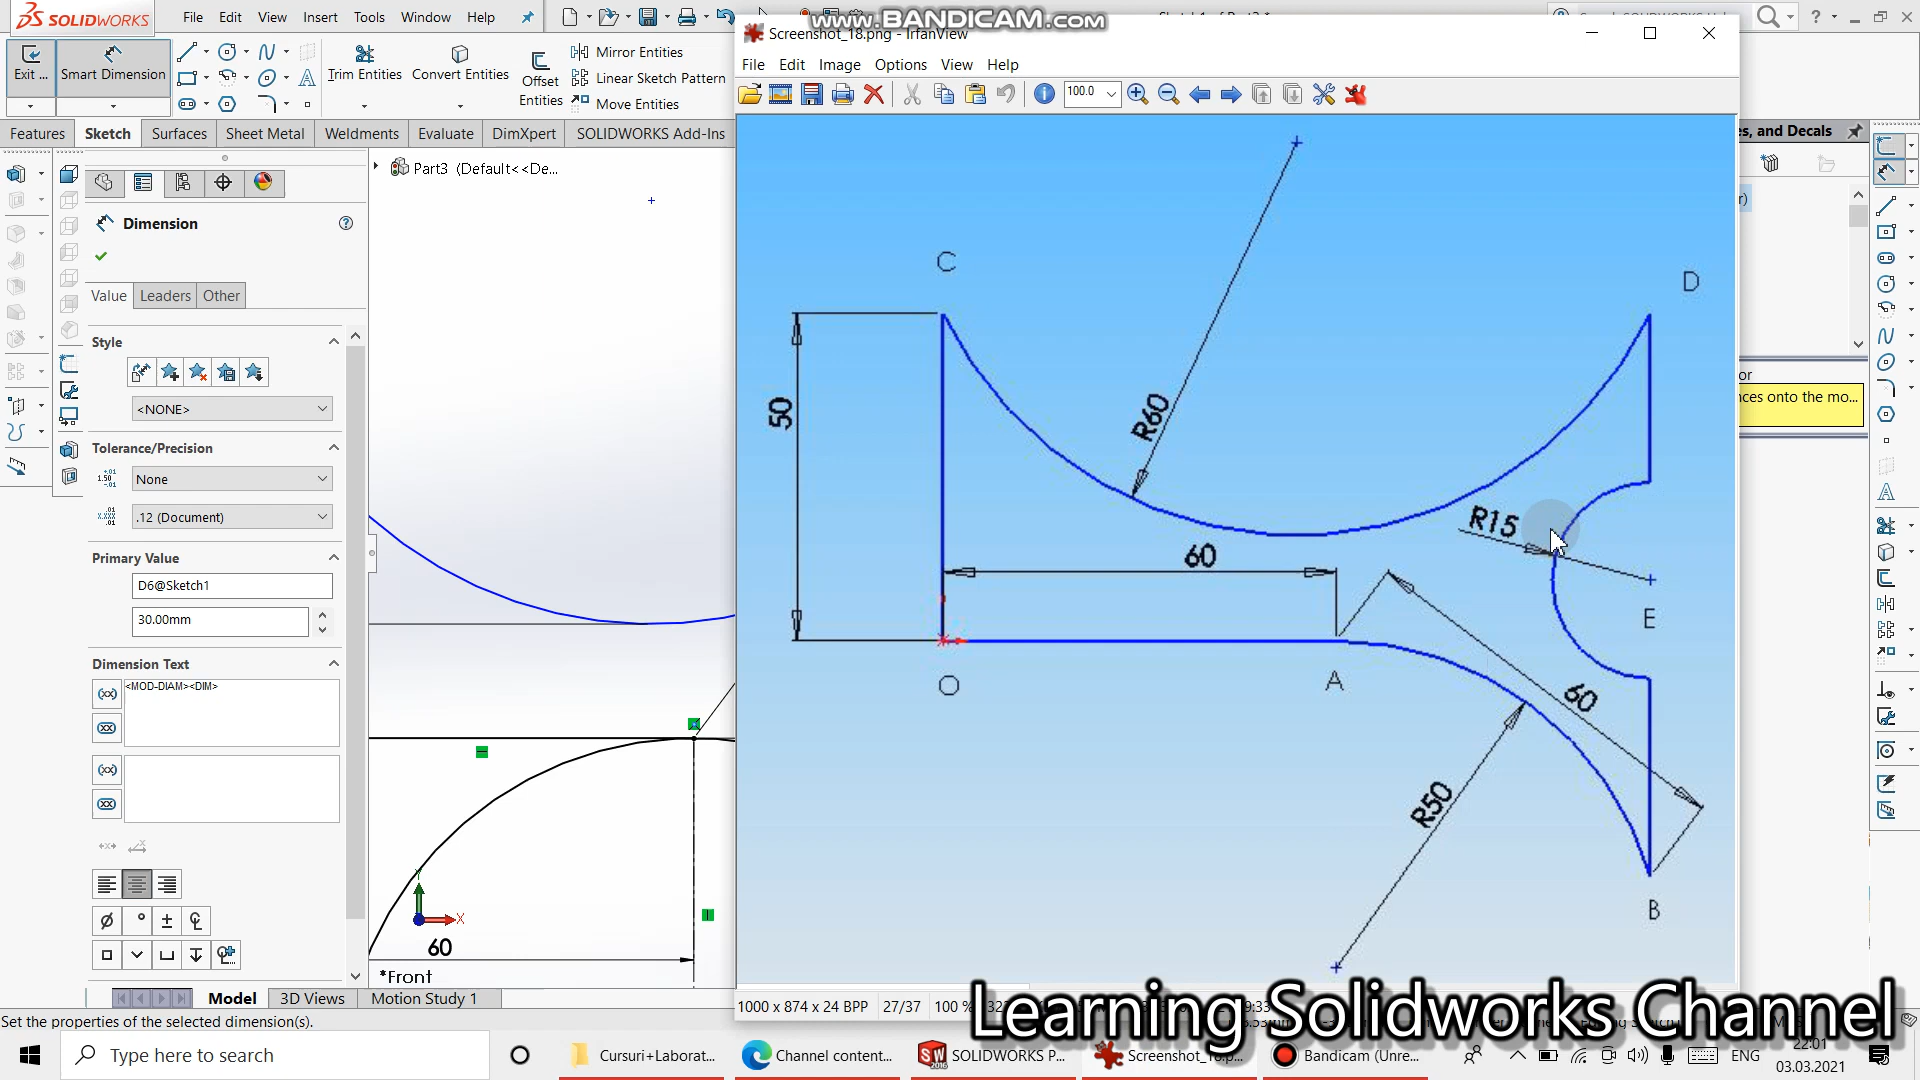 SOLIDWORKS
File Edit View Insert Tools Window Help
www.BANDICAM.com
Screenshot_18.png - IrfanView
File Edit Image Options View Help
100.0
Exit ...
Smart Dimension
Trim Entities
Convert Entities
Offset Entities
Mirror Entities
Linear Sketch Pattern
Move Entities
Features Sketch Surfaces Sheet Metal Weldments Evaluate DimXpert SOLIDWORKS Add-Ins
Part3 (Default<<De...
Dimension
Value Leaders Other
Style
<NONE>
Tolerance/Precision
None
.12 (Document)
Primary Value
D6@Sketch1
30.00mm
Dimension Text
<MOD-DIAM><DIM>
60
X
*Front
C
D
50
R60
R15
60
E
O
A
60
R50
B
s, and Decals
r)
or
nces onto the mo...
Model 3D Views Motion Study 1
1000 x 874 x 24 BPP 27/37 100 %
Set the properties of the selected dimension(s).
Learning Solidworks Channel
Type here to search
Cursuri+Laborat...
Channel content...
SOLIDWORKS P...
Bandicam (Unre...
ENG
22:01
03.03.2021